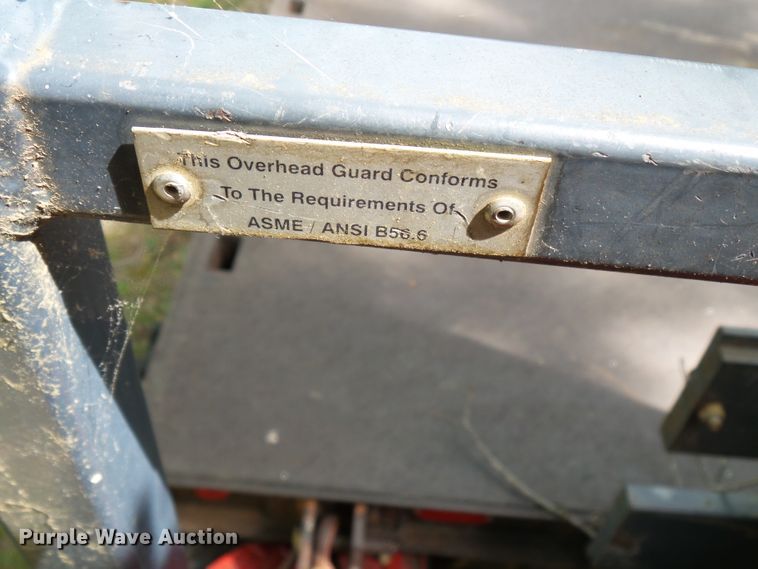 This Overhead Guard Conforms
To The Requirements Of
ASME / ANSI B56.6
Purple Wave Auction